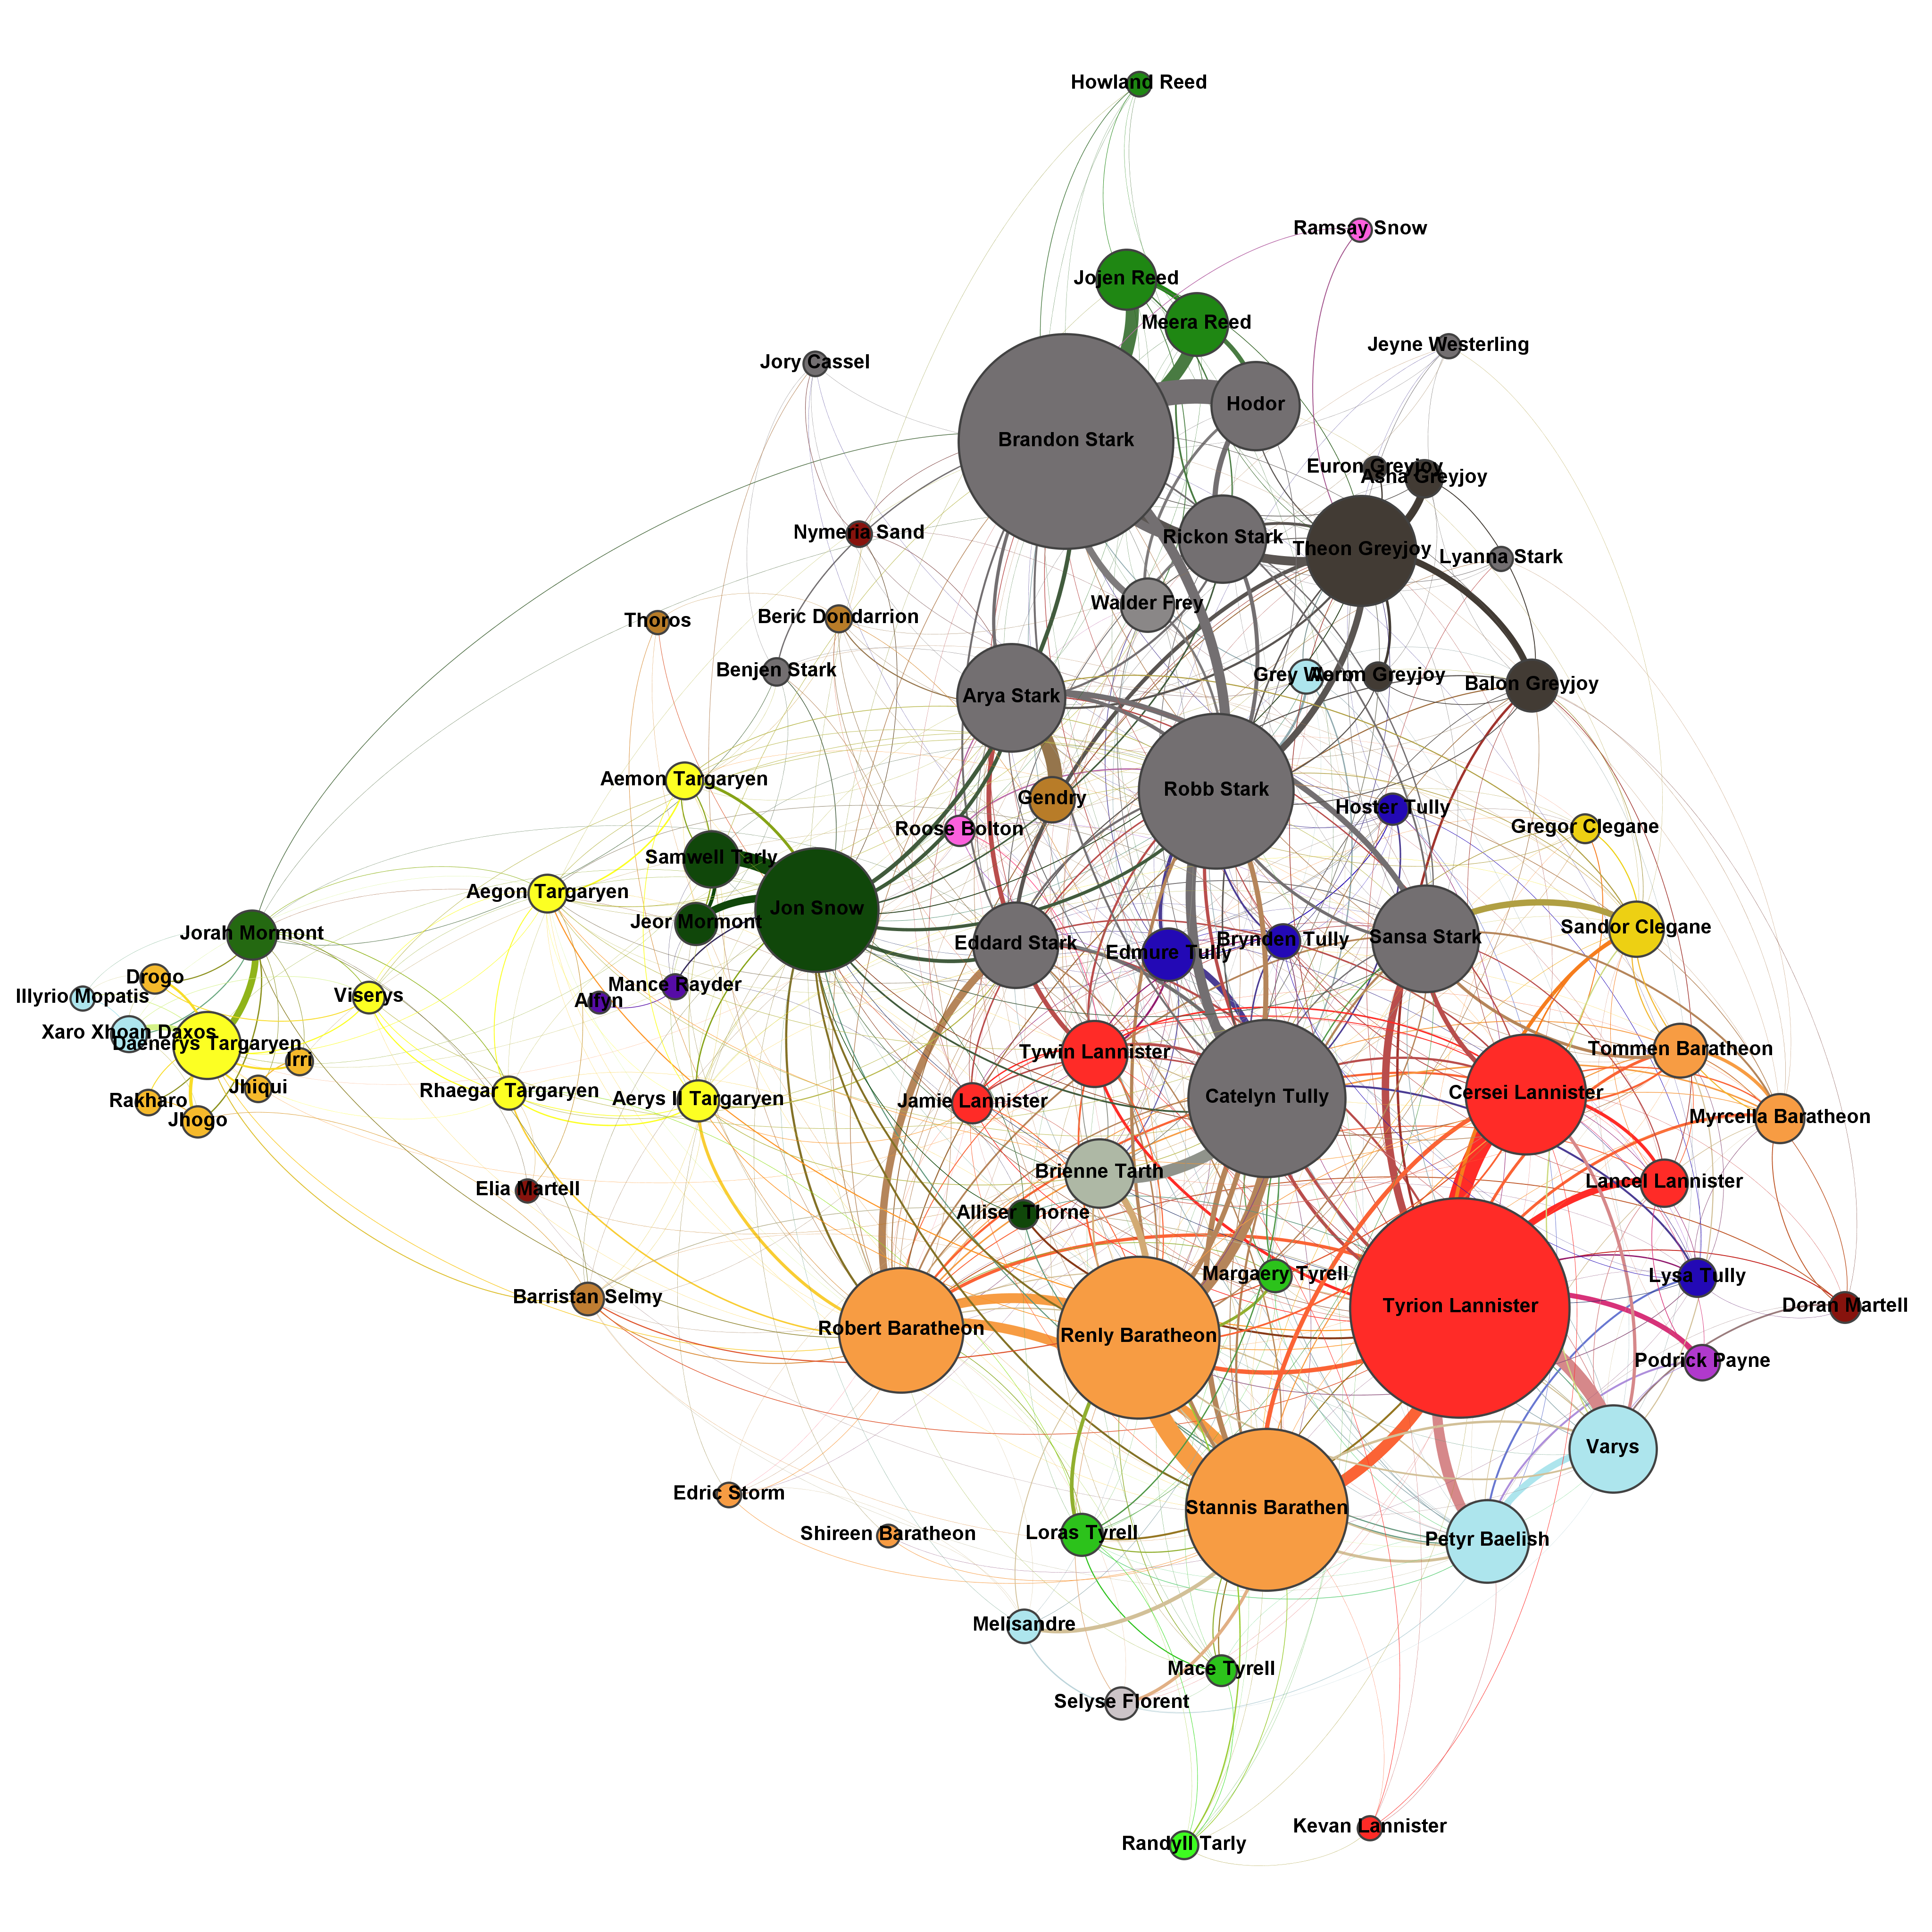 Howland Reed
Ramsay Snow
Jojen Reed
Meera Reed
Jeyne Westerling
Jory Cassel
Hodor
Brandon Stark
Euron Greyjoy
Asha Greyjoy
Nymeria Sand
Rickon Stark
Theon Greyjoy
Lyanna Stark
Walder Frey
Beric Dondarrion
Thoros
Benjen Stark
Grey Worm
Aeron Greyjoy
Balon Greyjoy
Arya Stark
Aemon Targaryen
Robb Stark
Gendry
Hoster Tully
Roose Bolton
Gregor Clegane
Samwell Tarly
Aegon Targaryen
Jon Snow
Jeor Mormont
Jorah Mormont
Eddard Stark
Brynden Tully
Sansa Stark
Sandor Clegane
Edmure Tully
Drogo
Mance Rayder
Illyrio Mopatis
Viserys
Alfyn
Xaro Xhoan Daxos
Daenerys Targaryen
Tywin Lannister
Tommen Baratheon
Irri
Jhiqui
Rhaegar Targaryen
Aerys II Targaryen
Jamie Lannister
Catelyn Tully
Cersei Lannister
Rakharo
Jhogo
Myrcella Baratheon
Brienne Tarth
Lancel Lannister
Elia Martell
Alliser Thorne
Margaery Tyrell
Lysa Tully
Barristan Selmy
Tyrion Lannister
Doran Martell
Robert Baratheon
Renly Baratheon
Podrick Payne
Varys
Edric Storm
Stannis Barathen
Shireen Baratheon
Loras Tyrell
Petyr Baelish
Melisandre
Mace Tyrell
Selyse Florent
Kevan Lannister
Randyll Tarly